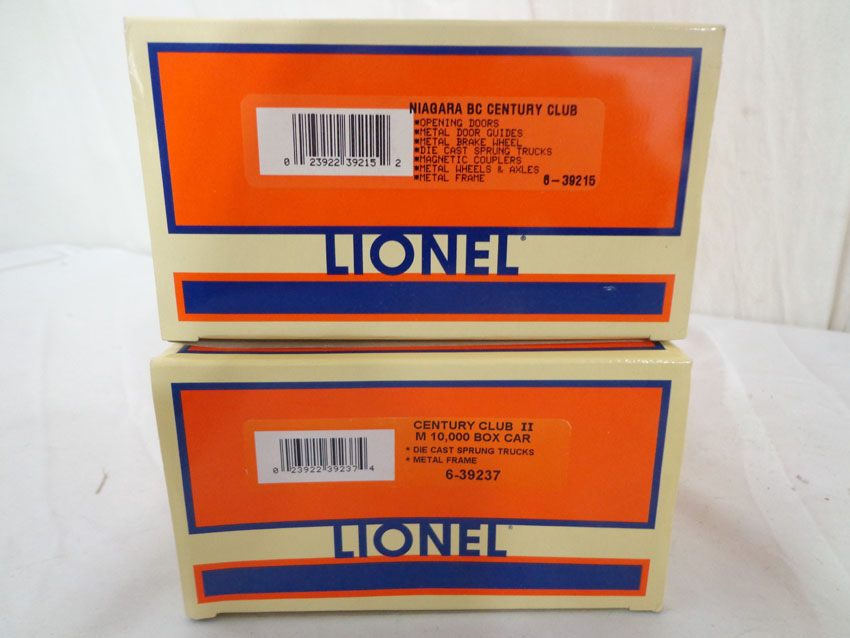 NIAGARA BC CENTURY CLUB
▪OPENING DOORS
▪METAL DOOR GUIDES
▪METAL BRAKE WHEEL
▪DIE CAST SPRUNG TRUCKS
▪MAGNETIC COUPLERS
▪METAL WHEELS & AXLES
▪METAL FRAME
6-39215
0 23922 39215 2
LIONEL®
CENTURY CLUB II
M 10,000 BOX CAR
* DIE CAST SPRUNG TRUCKS
* METAL FRAME
6-39237
0 23922 39237 4
LIONEL®